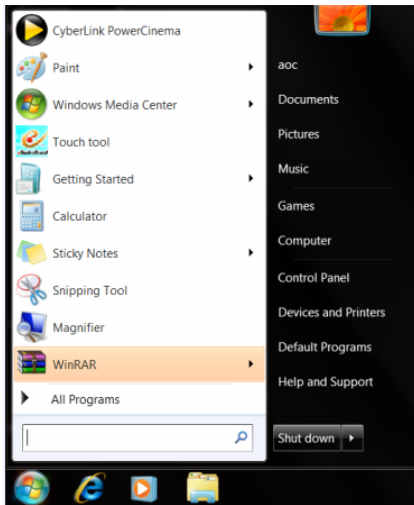 CyberLink PowerCinema
Paint
Windows Media Center
Touch tool
Getting Started
Calculator
Sticky Notes
Snipping Tool
Magnifier
WinRAR
All Programs
aoc
Documents
Pictures
Music
Games
Computer
Control Panel
Devices and Printers
Default Programs
Help and Support
Shut down